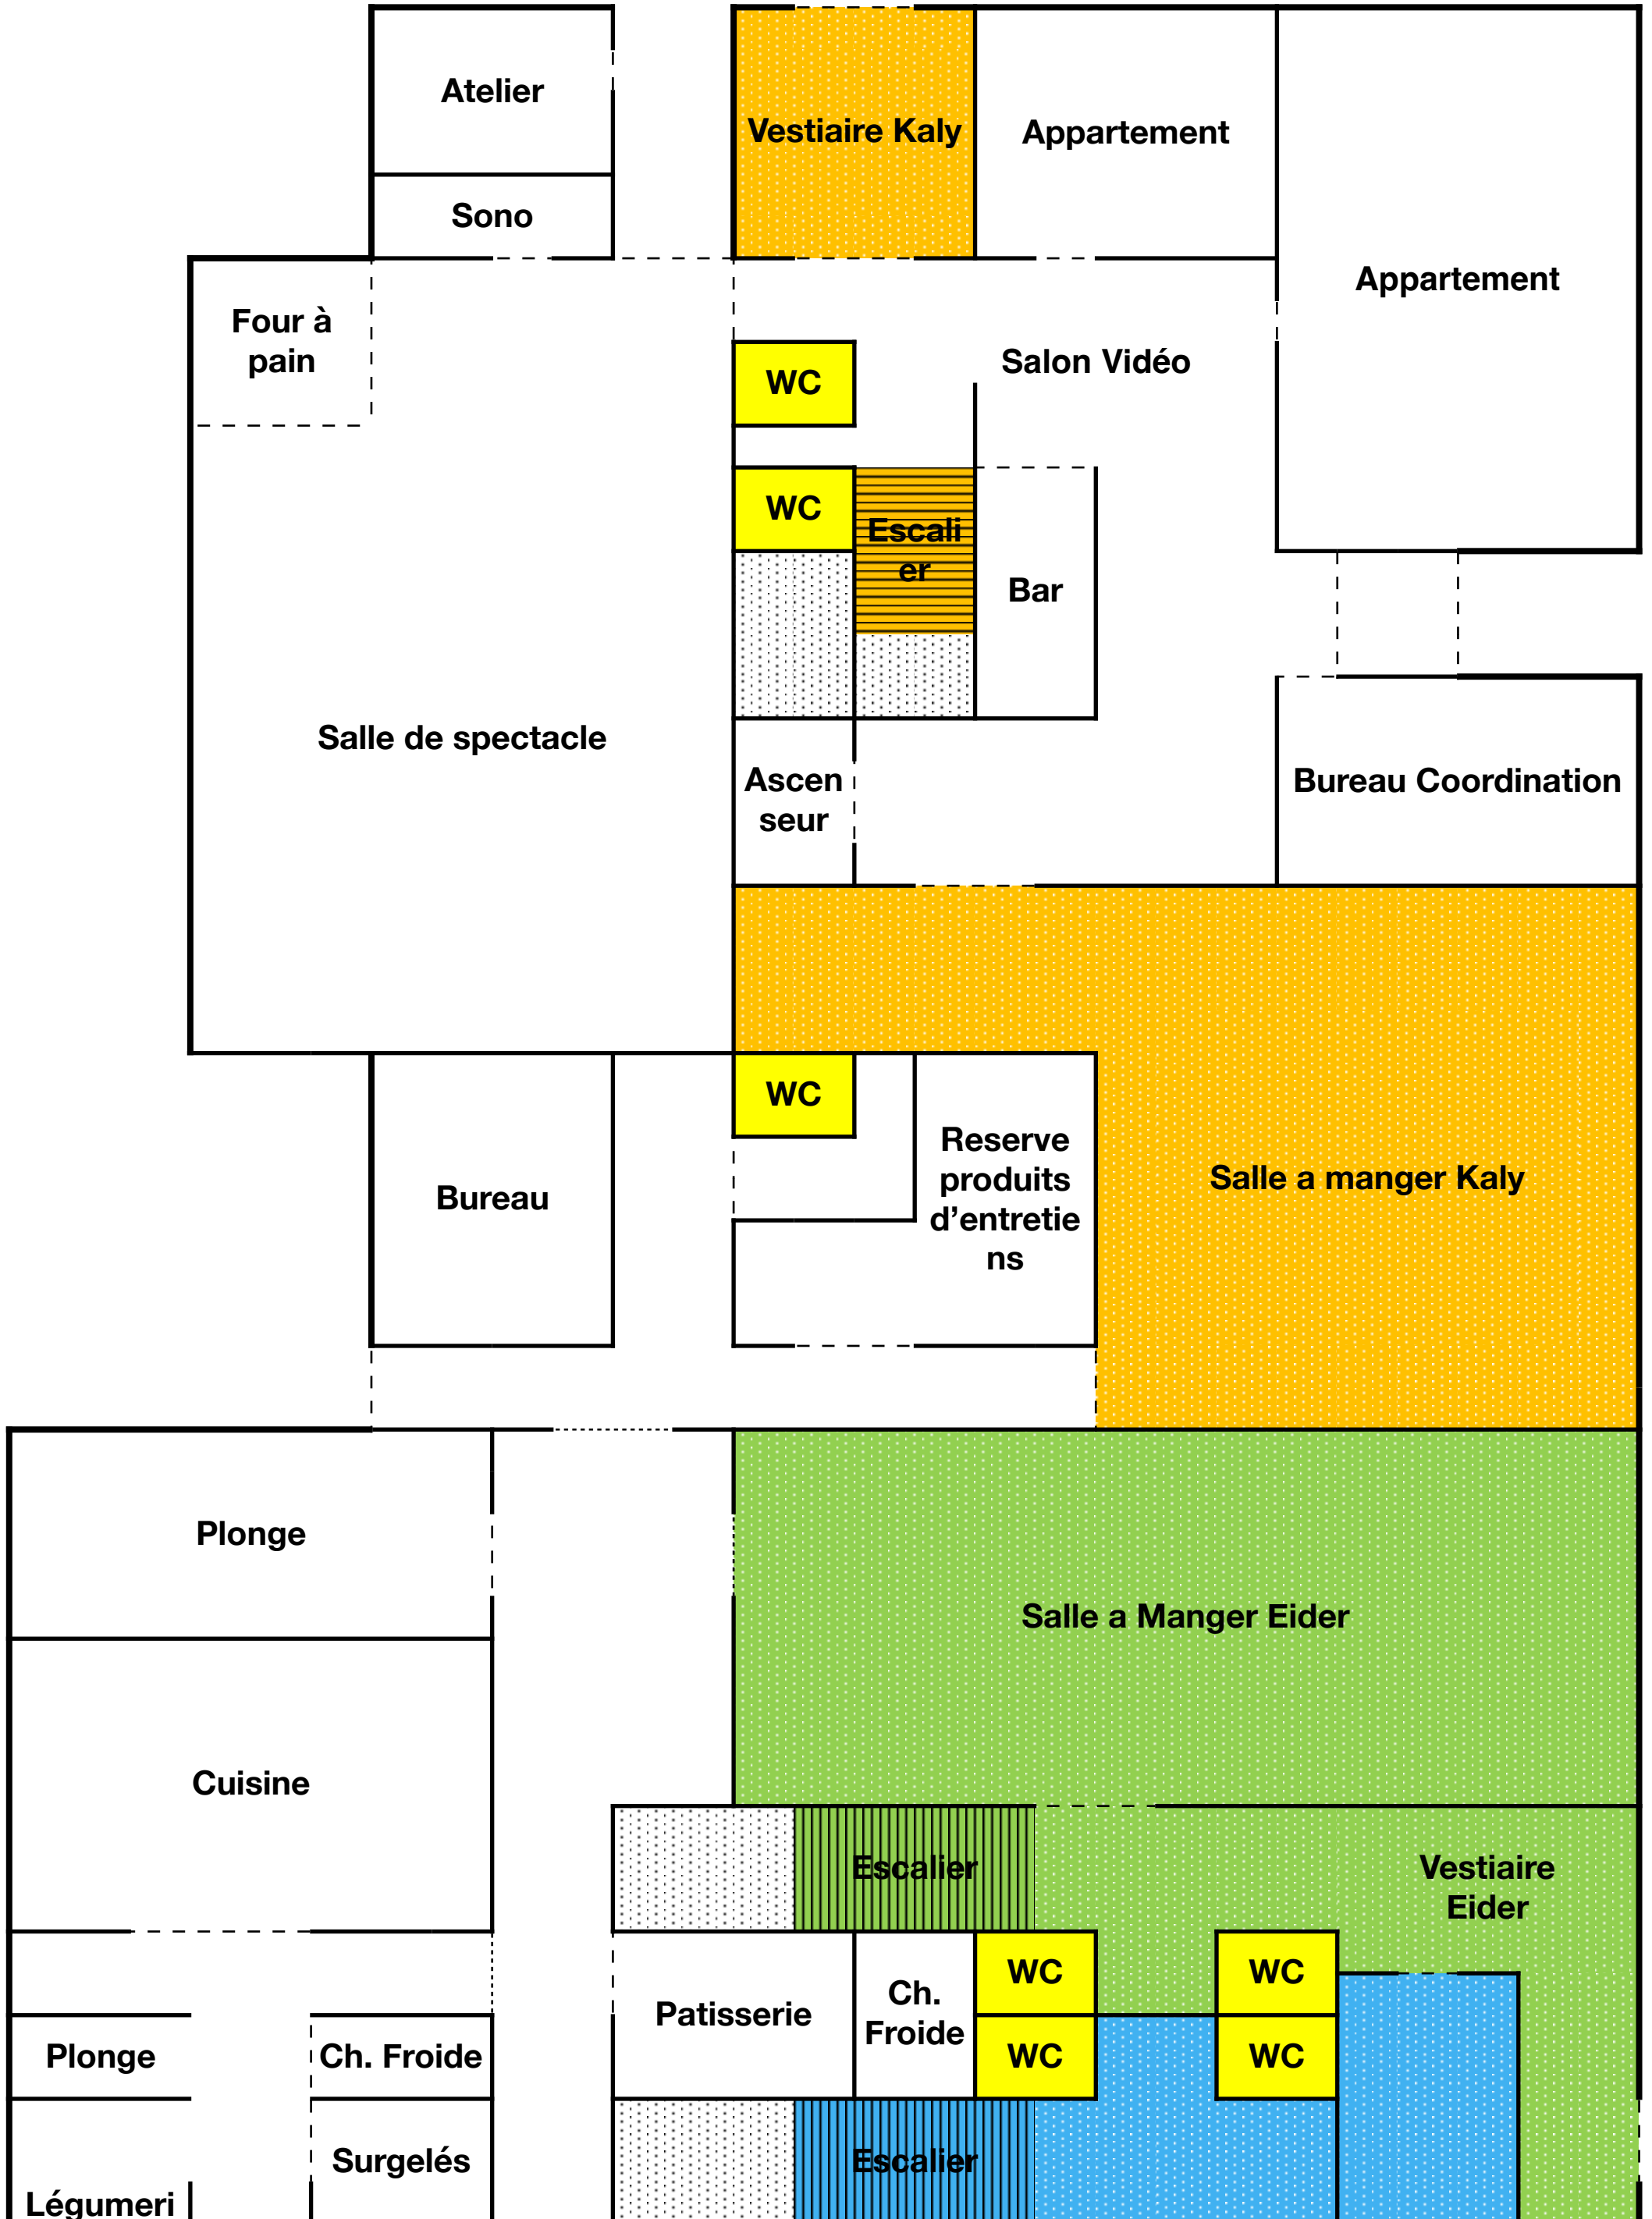 Atelier
Vestiaire Kaly
Appartement
Sono
Appartement
Four à
pain
Salon Vidéo
WC
WC
Escali
er
Bar
Salle de spectacle
Ascen
seur
Bureau Coordination
WC
Reserve
produits
d’entretie
ns
Bureau
Salle a manger Kaly
Plonge
Salle a Manger Eider
Cuisine
Escalier
Vestiaire
Eider
WC
WC
Patisserie
Ch.
Froide
Plonge
Ch. Froide
WC
WC
Surgelés
Escalier
Légumeri